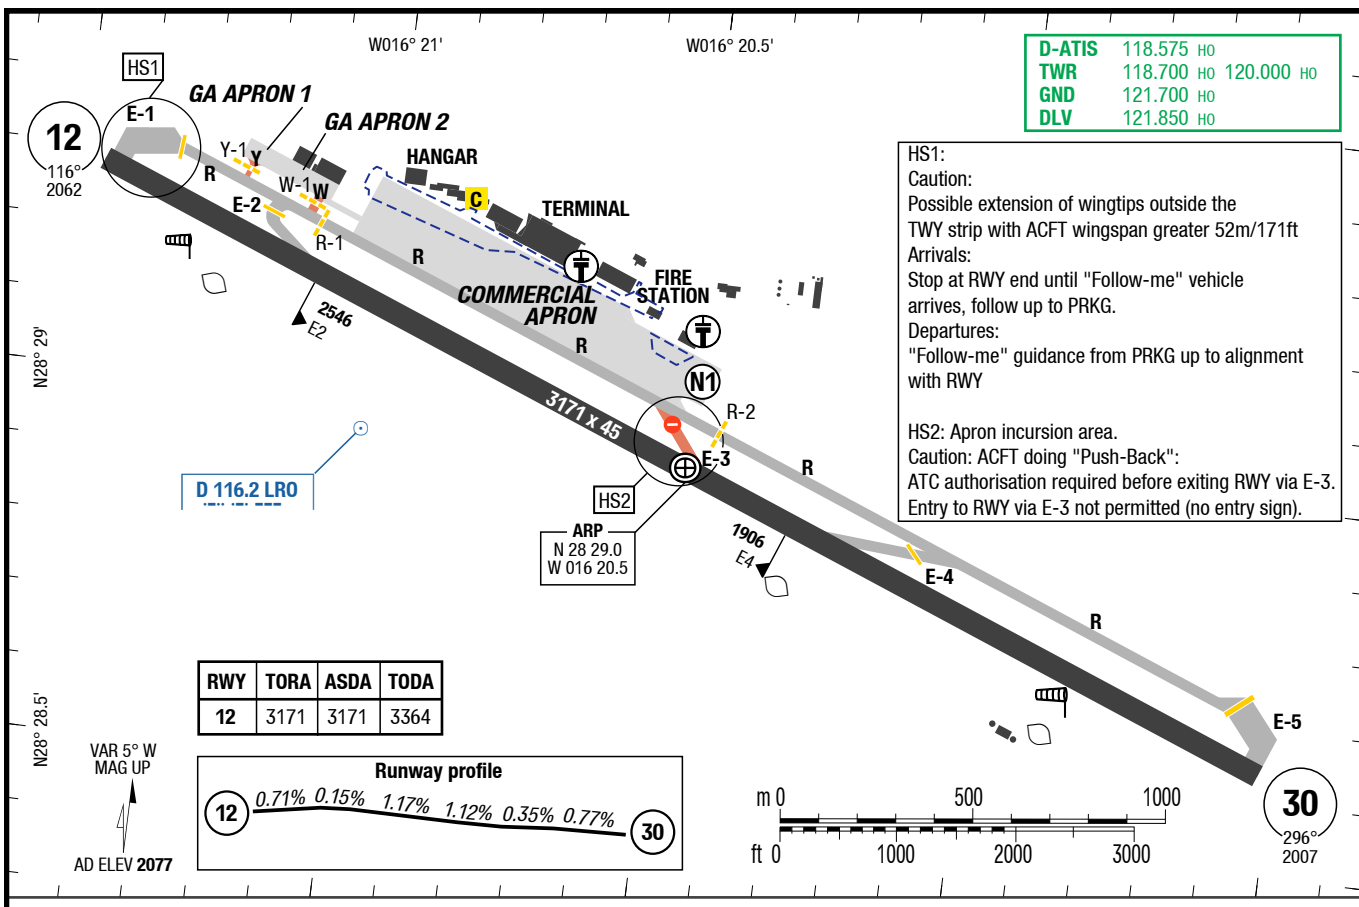 W016° 21'
W016° 20.5'
D-ATIS 118.575 HO
TWR 118.700 HO 120.000 HO
GND 121.700 HO
DLV 121.850 HO
HS1
GA APRON 1
E-1
12
116°
2062
GA APRON 2
Y-1
Y
R
HANGAR
W-1
W
C
E-2
TERMINAL
R-1
R
HS1:
Caution:
Possible extension of wingtips outside the
TWY strip with ACFT wingspan greater 52m/171ft
Arrivals:
Stop at RWY end until "Follow-me" vehicle
arrives, follow up to PRKG.
Departures:
"Follow-me" guidance from PRKG up to alignment
with RWY
HS2: Apron incursion area.
Caution: ACFT doing "Push-Back":
ATC authorisation required before exiting RWY via E-3.
Entry to RWY via E-3 not permitted (no entry sign).
FIRE
STATION
COMMERCIAL
APRON
2546
E2
R
N28° 29'
N1
3171 x 45
R-2
E-3
R
D 116.2 LRO
HS2
ARP
N 28 29.0
W 016 20.5
1906
E4
E-4
R
RWY TORA ASDA TODA
12 3171 3171 3364
N28° 28.5'
E-5
VAR 5° W
MAG UP
AD ELEV 2077
Runway profile
12 0.71% 0.15% 1.17% 1.12% 0.35% 0.77% 30
m 0 500 1000
ft 0 1000 2000 3000
30
296°
2007